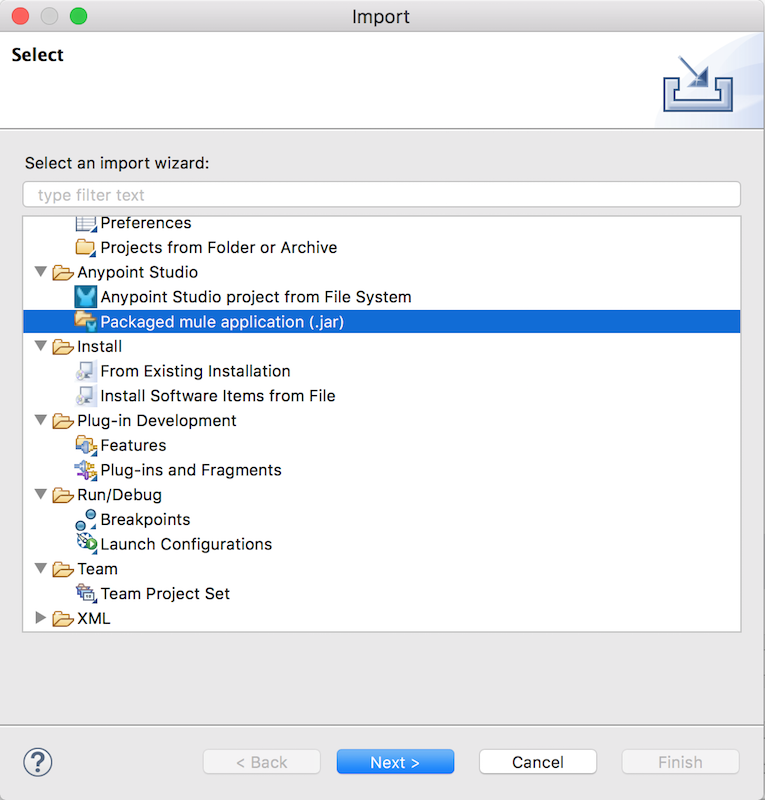 Import
Select
Select an import wizard:
type filter text
Preferences
Projects from Folder or Archive
Anypoint Studio
Anypoint Studio project from File System
Packaged mule application (.jar)
Install
From Existing Installation
Install Software Items from File
Plug-in Development
Features
Plug-ins and Fragments
Run/Debug
Breakpoints
Launch Configurations
Team
Team Project Set
XML
? < Back Next > Cancel Finish